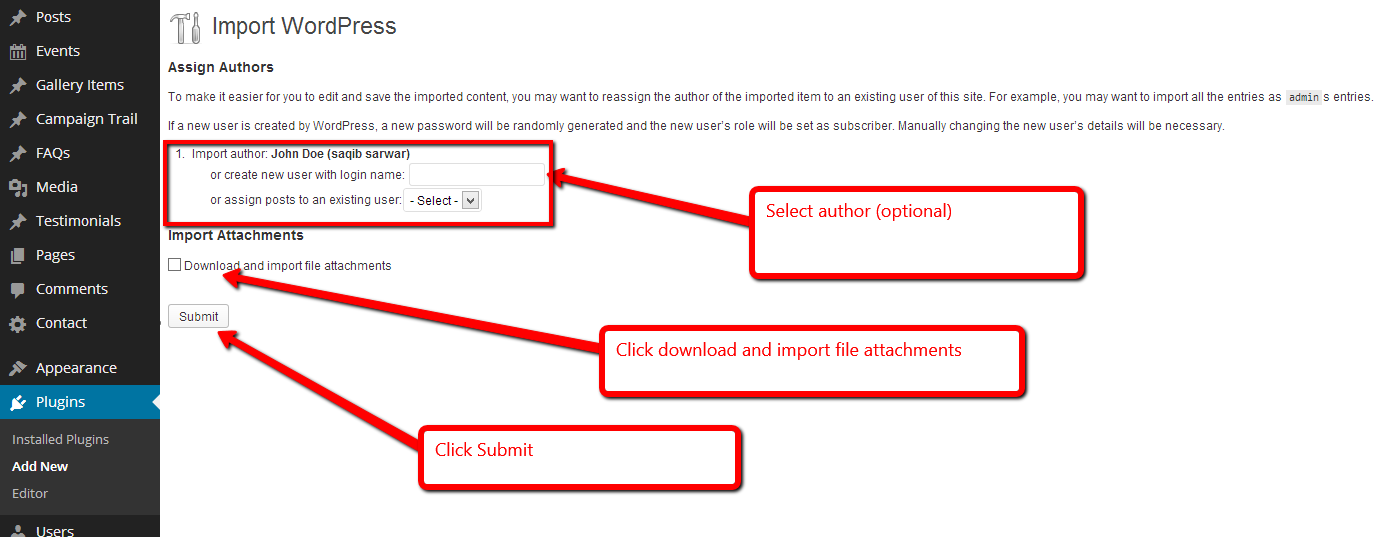 Posts
Events
Gallery Items
Campaign Trail
FAQs
Media
Testimonials
Pages
Comments
Contact
Appearance
Plugins
Installed Plugins
Add New
Editor
Users
Import WordPress
Assign Authors
To make it easier for you to edit and save the imported content, you may want to reassign the author of the imported item to an existing user of this site. For example, you may want to import all the entries as admin s entries.
If a new user is created by WordPress, a new password will be randomly generated and the new user's role will be set as subscriber. Manually changing the new user's details will be necessary.
1. Import author: John Doe (saqib sarwar)
or create new user with login name:
or assign posts to an existing user: - Select -
Select author (optional)
Import Attachments
Download and import file attachments
Submit
Click download and import file attachments
Click Submit